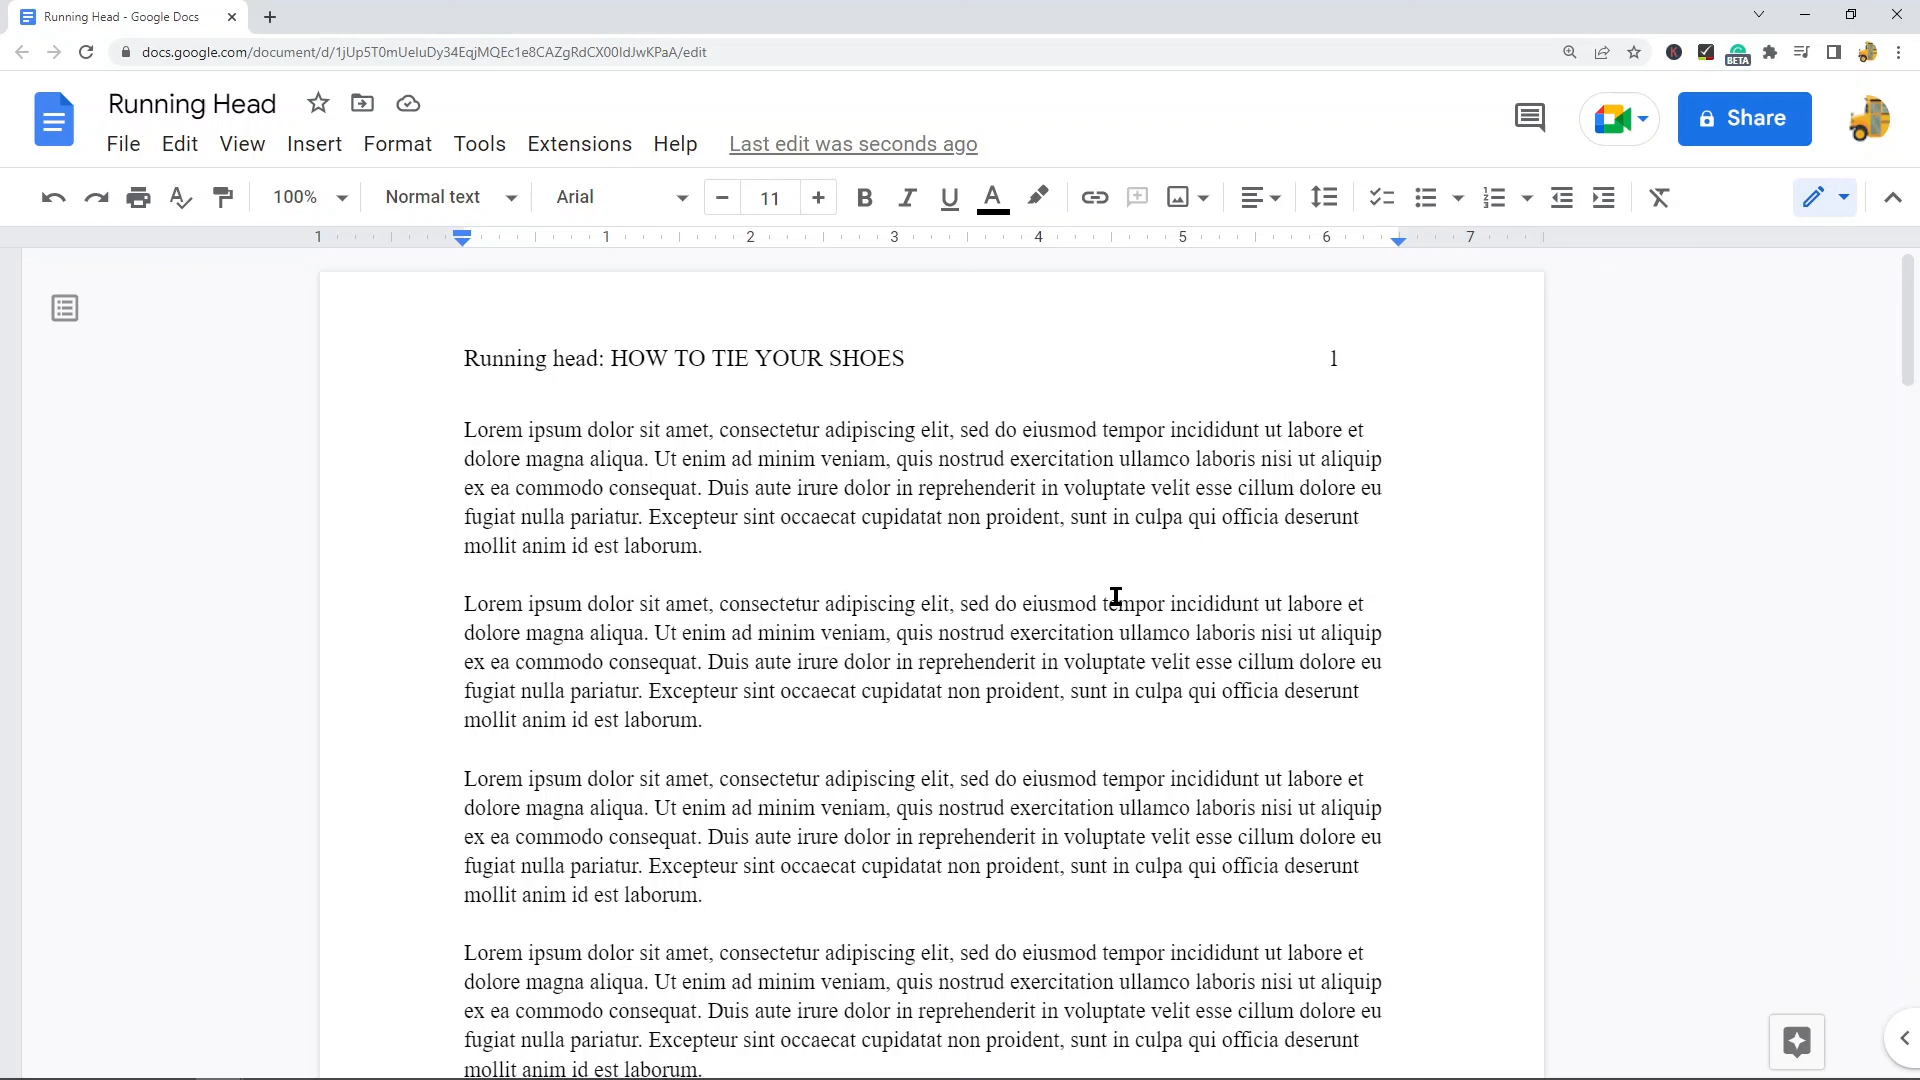 Running Head - Google Docs
docs.google.com/document/d/1jUp5T0mUeIuDy34EqjMQEc1e8CAZgRdCX00IdJwKPaA/edit
BETA
Running Head
File Edit View Insert Format Tools Extensions Help Last edit was seconds ago
Share
100% Normal text Arial 11 B I U A
1 1 2 3 4 5 6 7
Running head: HOW TO TIE YOUR SHOES 1
Lorem ipsum dolor sit amet, consectetur adipiscing elit, sed do eiusmod tempor incididunt ut labore et
dolore magna aliqua. Ut enim ad minim veniam, quis nostrud exercitation ullamco laboris nisi ut aliquip
ex ea commodo consequat. Duis aute irure dolor in reprehenderit in voluptate velit esse cillum dolore eu
fugiat nulla pariatur. Excepteur sint occaecat cupidatat non proident, sunt in culpa qui officia deserunt
mollit anim id est laborum.
Lorem ipsum dolor sit amet, consectetur adipiscing elit, sed do eiusmod tempor incididunt ut labore et
dolore magna aliqua. Ut enim ad minim veniam, quis nostrud exercitation ullamco laboris nisi ut aliquip
ex ea commodo consequat. Duis aute irure dolor in reprehenderit in voluptate velit esse cillum dolore eu
fugiat nulla pariatur. Excepteur sint occaecat cupidatat non proident, sunt in culpa qui officia deserunt
mollit anim id est laborum.
Lorem ipsum dolor sit amet, consectetur adipiscing elit, sed do eiusmod tempor incididunt ut labore et
dolore magna aliqua. Ut enim ad minim veniam, quis nostrud exercitation ullamco laboris nisi ut aliquip
ex ea commodo consequat. Duis aute irure dolor in reprehenderit in voluptate velit esse cillum dolore eu
fugiat nulla pariatur. Excepteur sint occaecat cupidatat non proident, sunt in culpa qui officia deserunt
mollit anim id est laborum.
Lorem ipsum dolor sit amet, consectetur adipiscing elit, sed do eiusmod tempor incididunt ut labore et
dolore magna aliqua. Ut enim ad minim veniam, quis nostrud exercitation ullamco laboris nisi ut aliquip
ex ea commodo consequat. Duis aute irure dolor in reprehenderit in voluptate velit esse cillum dolore eu
fugiat nulla pariatur. Excepteur sint occaecat cupidatat non proident, sunt in culpa qui officia deserunt
mollit anim id est laborum.